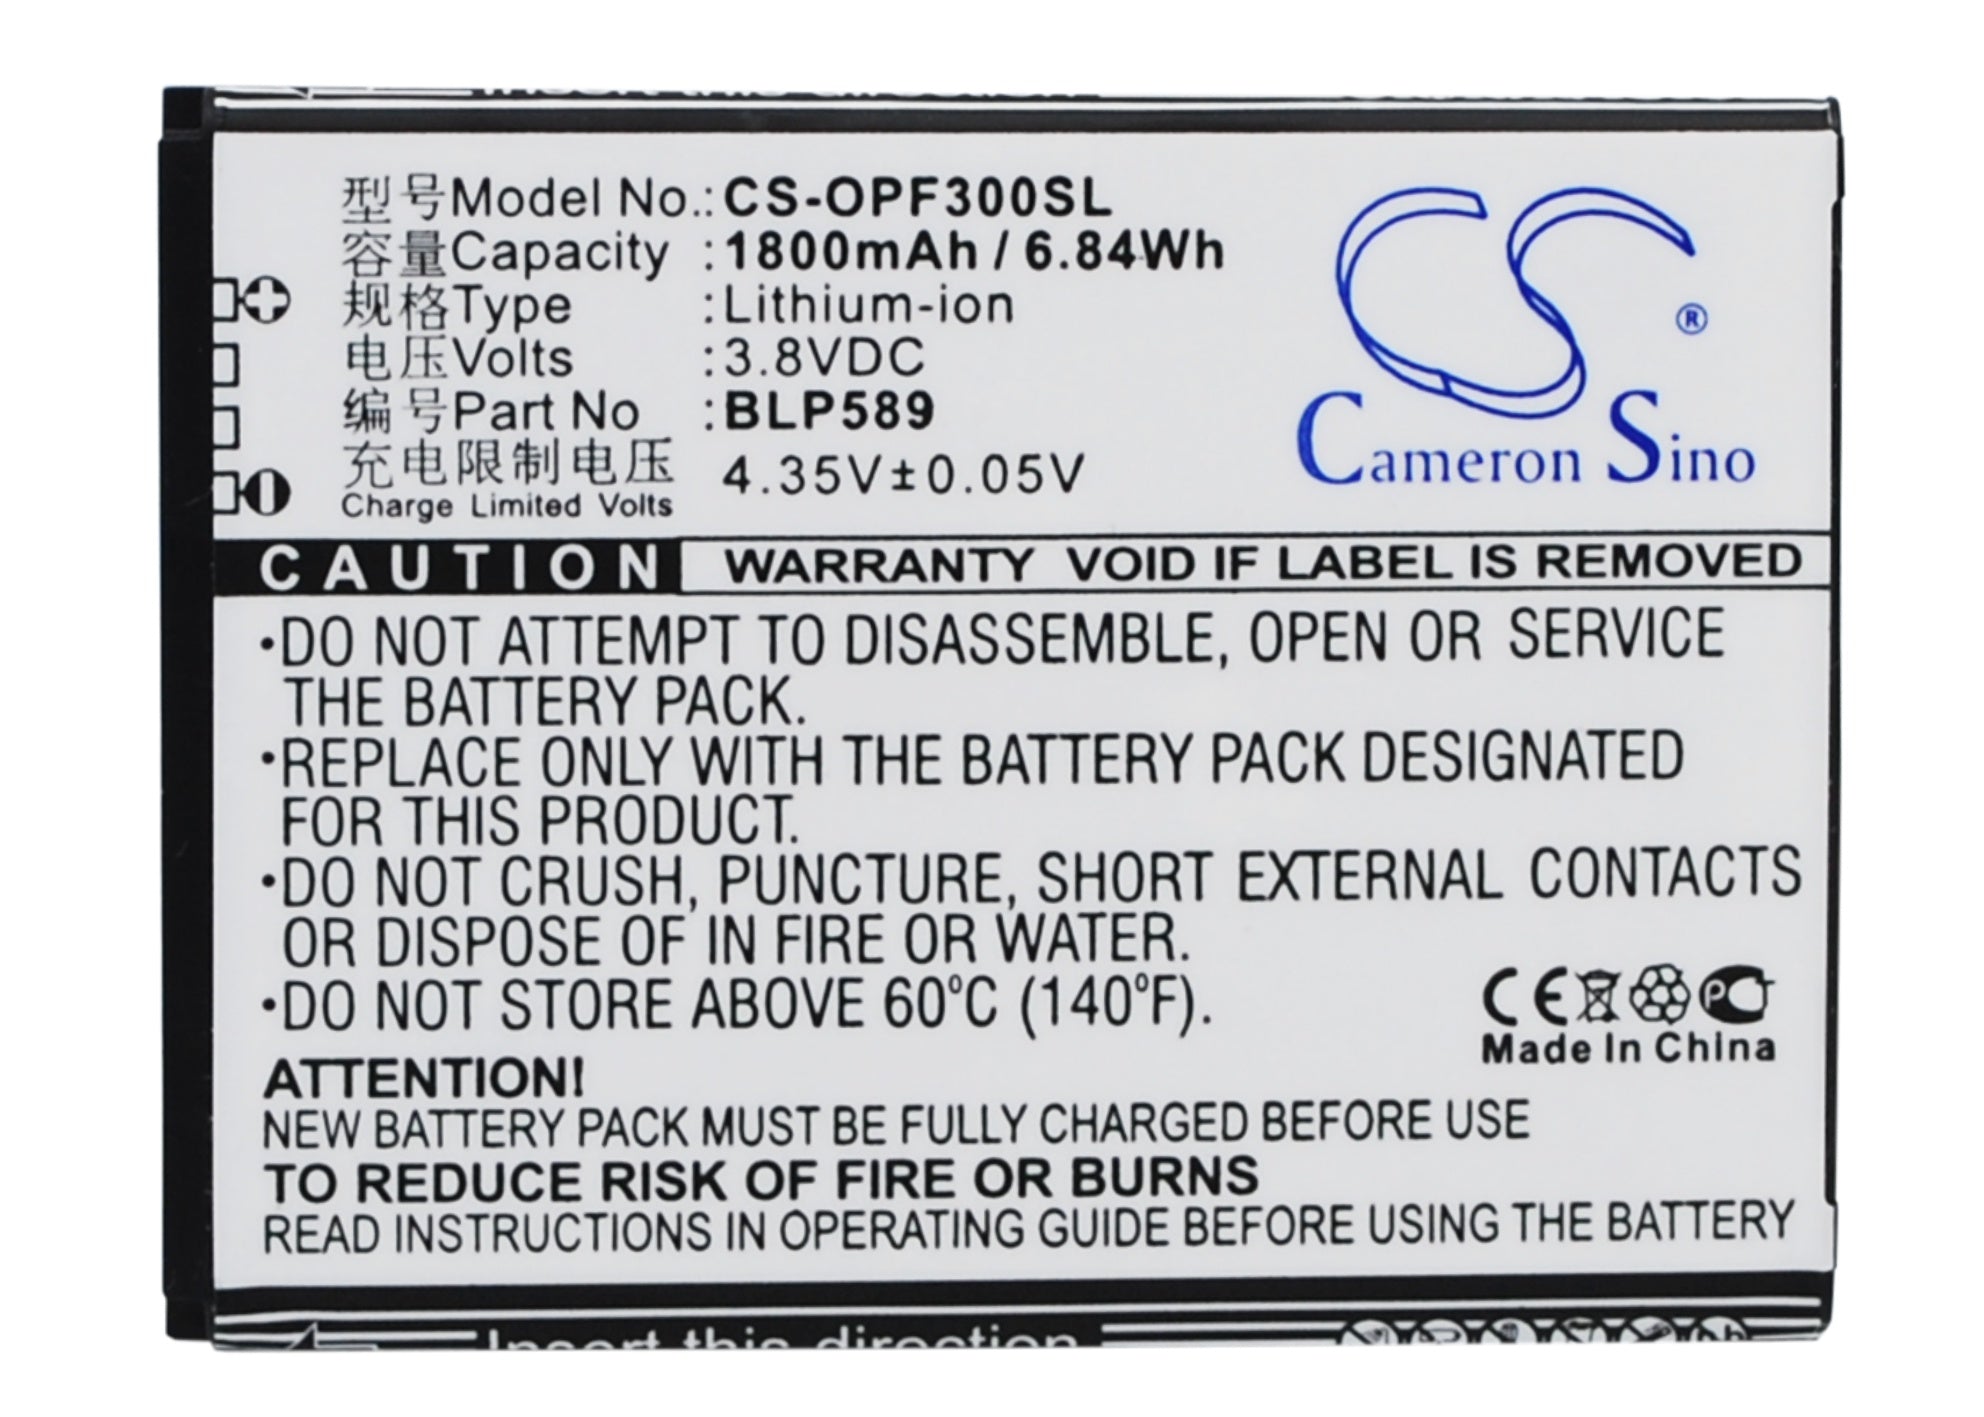 型号Model No.: CS-OPF300SL
容量Capacity : 1800mAh / 6.84Wh
规格Type : Lithium-ion
电压Volts : 3.8VDC
编号Part No : BLP589
充电限制电压 4.35V±0.05V
Charge Limited Volts
CS ®
Cameron Sino
CAUTION WARRANTY VOID IF LABEL IS REMOVED
•DO NOT ATTEMPT TO DISASSEMBLE, OPEN OR SERVICE
THE BATTERY PACK.
•REPLACE ONLY WITH THE BATTERY PACK DESIGNATED
FOR THIS PRODUCT.
•DO NOT CRUSH, PUNCTURE, SHORT EXTERNAL CONTACTS
OR DISPOSE OF IN FIRE OR WATER.
•DO NOT STORE ABOVE 60°C (140°F).
CE PCT
Made In China
ATTENTION!
NEW BATTERY PACK MUST BE FULLY CHARGED BEFORE USE
TO REDUCE RISK OF FIRE OR BURNS
READ INSTRUCTIONS IN OPERATING GUIDE BEFORE USING THE BATTERY
Insert this direction